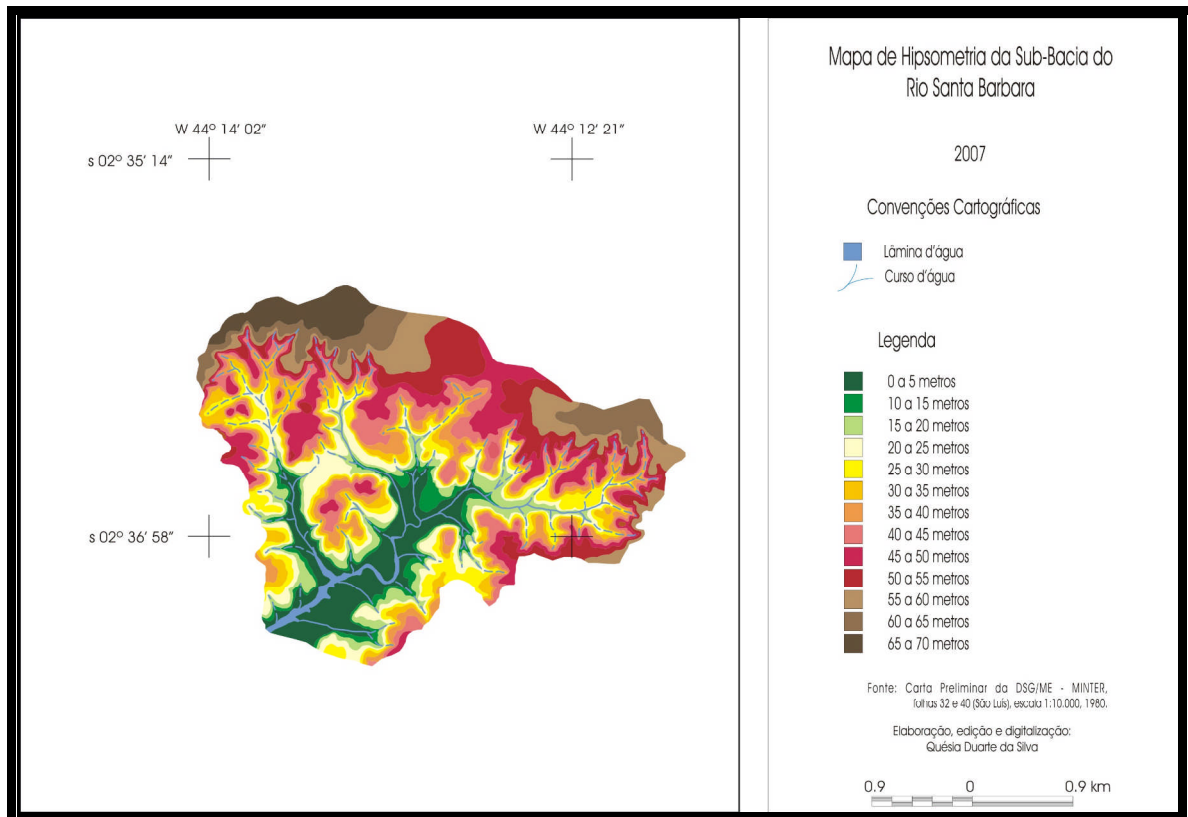 Mapa de Hipsometria da Sub-Bacia do
Rio Santa Barbara
2007
Convenções Cartográficas
Lâmina d'água
Curso d'água
Legenda
0 a 5 metros
10 a 15 metros
15 a 20 metros
20 a 25 metros
25 a 30 metros
30 a 35 metros
35 a 40 metros
40 a 45 metros
45 a 50 metros
50 a 55 metros
55 a 60 metros
60 a 65 metros
65 a 70 metros
Fonte: Carta Preliminar da DSG/ME - MINTER,
folhas 32 e 40 (São Luís), escala 1:10.000, 1980.
Elaboração, edição e digitalização:
Quésia Duarte da Silva
0.9 0 0.9 km
W 44º 14' 02" W 44º 12' 21"
s 02º 35' 14"
s 02º 36' 58"